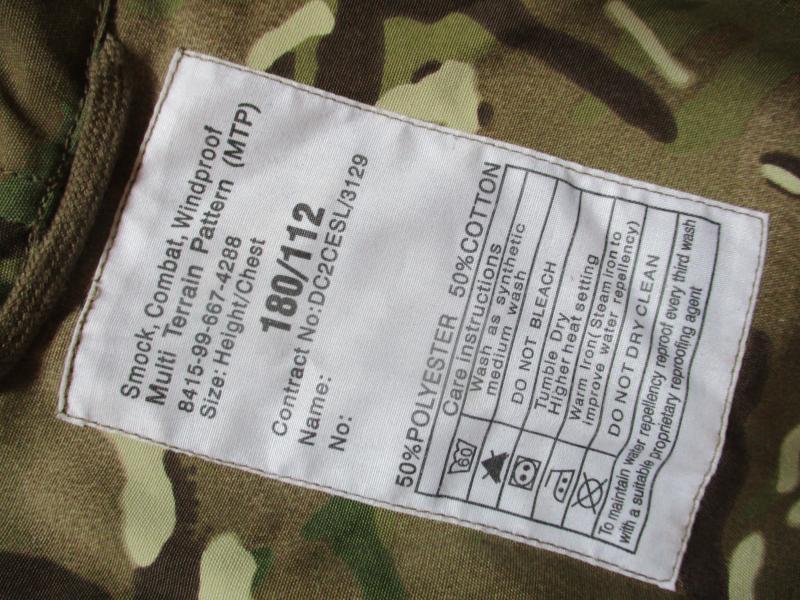 Smock, Combat, Windproof
Multi Terrain Pattern (MTP)
8415-99-667-4288
Size: Height/Chest
180/112
Contract No:DC2CESL/3129
Name:
No:
50%POLYESTER 50%COTTON
Care instructions
60
Wash as synthetic
medium wash
DO NOT BLEACH
Tumble Dry
Higher heat setting
Warm Iron( Steam iron to
improve water repellency)
DO NOT DRY CLEAN
To maintain water repellency reproof every third wash
with a suitable proprietary reproofing agent